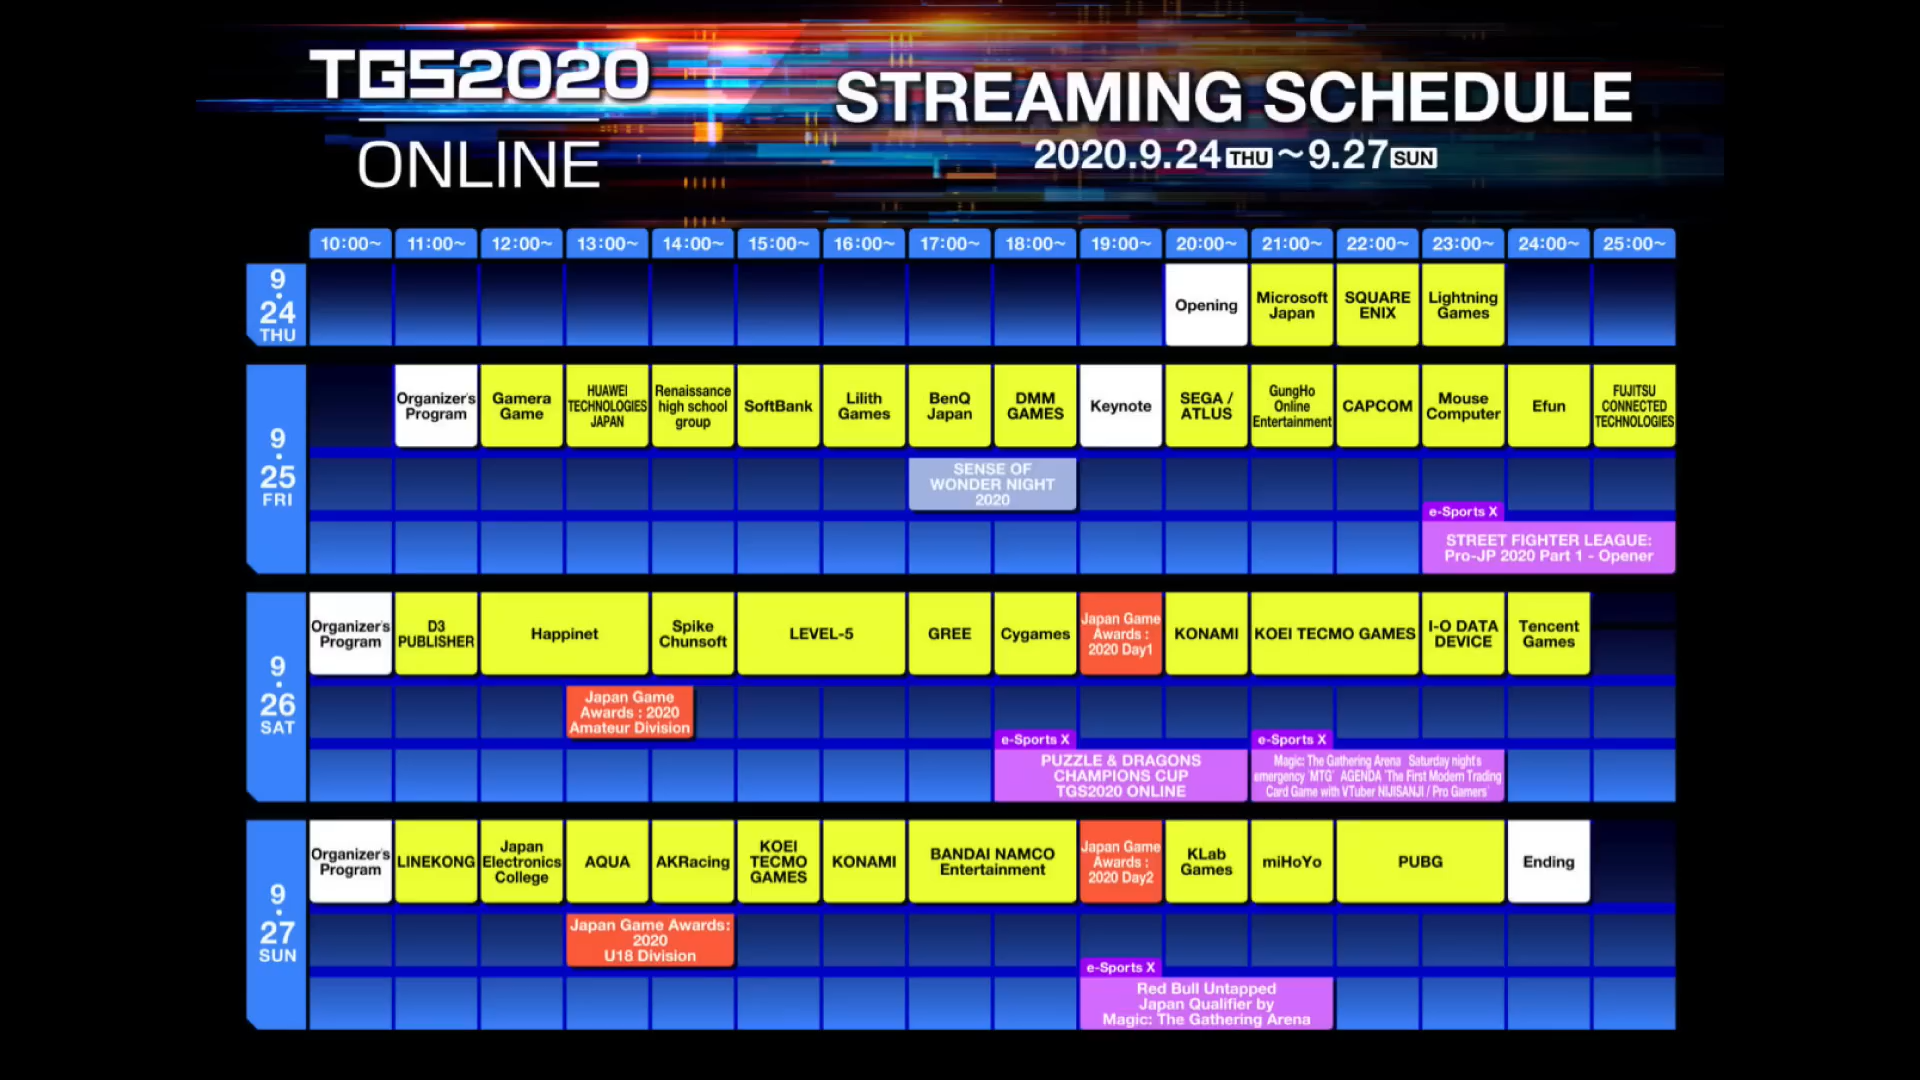 TGS2020
ONLINE
STREAMING SCHEDULE
2020.9.24 THU ~ 9.27 SUN
10:00~ 11:00~ 12:00~ 13:00~ 14:00~ 15:00~ 16:00~ 17:00~ 18:00~ 19:00~ 20:00~ 21:00~ 22:00~ 23:00~ 24:00~ 25:00~
9.
24
THU
Opening
Microsoft
Japan
SQUARE
ENIX
Lightning
Games
9.
25
FRI
Organizer's
Program
Gamera
Game
HUAWEI
TECHNOLOGIES
JAPAN
Renaissance
high school
group
SoftBank
Lilith
Games
BenQ
Japan
DMM
GAMES
Keynote
SEGA /
ATLUS
GungHo
Online
Entertainment
CAPCOM
Mouse
Computer
Efun
FUJITSU
CONNECTED
TECHNOLOGIES
SENSE OF
WONDER NIGHT
2020
e-Sports X
STREET FIGHTER LEAGUE:
Pro-JP 2020 Part 1 - Opener
9.
26
SAT
Organizer's
Program
D3
PUBLISHER
Happinet
Spike
Chunsoft
LEVEL-5
GREE
Cygames
Japan Game
Awards :
2020 Day1
KONAMI
KOEI TECMO GAMES
I-O DATA
DEVICE
Tencent
Games
Japan Game
Awards : 2020
Amateur Division
e-Sports X
PUZZLE & DRAGONS
CHAMPIONS CUP
TGS2020 ONLINE
e-Sports X
Magic: The Gathering Arena Saturday night's
emergency 'MTG' AGENDA 'The First Modern Trading
Card Game with VTuber NIJISANJI / Pro Gamers'
9.
27
SUN
Organizer's
Program
LINEKONG
Japan
Electronics
College
AQUA
AKRacing
KOEI
TECMO
GAMES
KONAMI
BANDAI NAMCO
Entertainment
Japan Game
Awards :
2020 Day2
KLab
Games
miHoYo
PUBG
Ending
Japan Game Awards:
2020
U18 Division
e-Sports X
Red Bull Untapped
Japan Qualifier by
Magic: The Gathering Arena